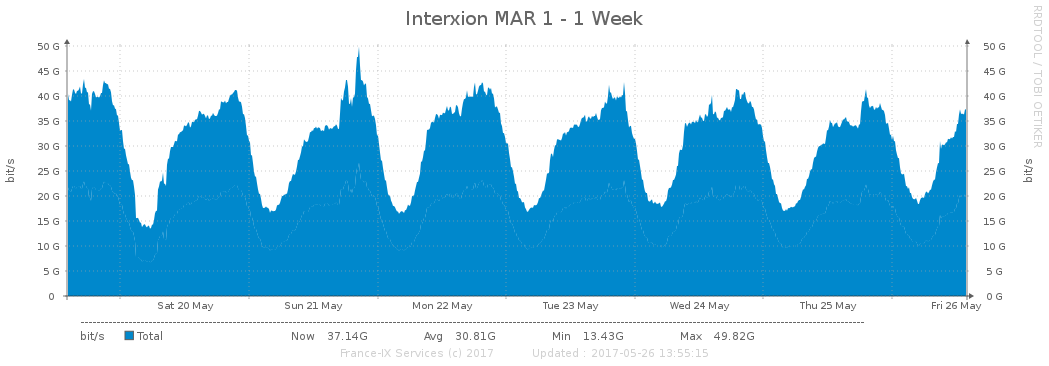 Interxion MAR 1 - 1 Week
RRDTOOL / TOBI OETIKER
50 G 50 G
45 G 45 G
40 G 40 G
35 G 35 G
30 G 30 G
25 G 25 G
20 G 20 G
15 G 15 G
10 G 10 G
5 G 5 G
0 0 G
bit/s
bit/s
Sat 20 May Sun 21 May Mon 22 May Tue 23 May Wed 24 May Thu 25 May Fri 26 May
bit/s Total Now 37.14G Avg 30.81G Min 13.43G Max 49.82G
France-IX Services (c) 2017 Updated : 2017-05-26 13:55:15